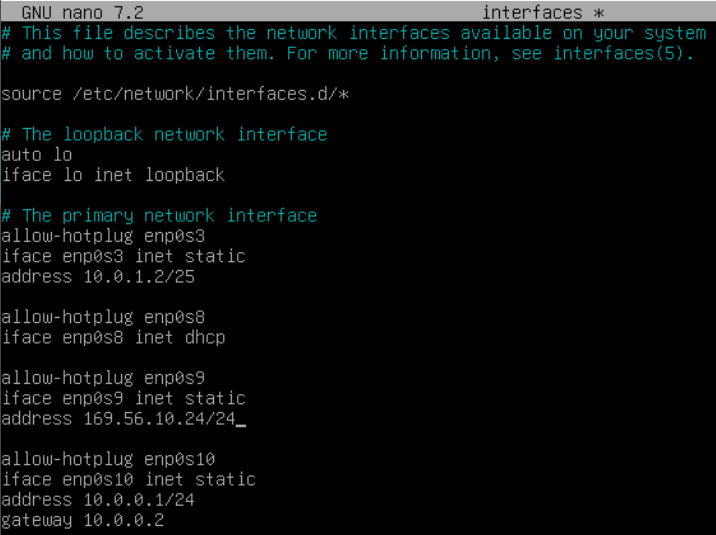 GNU nano 7.2 interfaces *
# This file describes the network interfaces available on your system
# and how to activate them. For more information, see interfaces(5).
source /etc/network/interfaces.d/*
# The loopback network interface
auto lo
iface lo inet loopback
# The primary network interface
allow-hotplug enp0s3
iface enp0s3 inet static
address 10.0.1.2/25
allow-hotplug enp0s8
iface enp0s8 inet dhcp
allow-hotplug enp0s9
iface enp0s9 inet static
address 169.56.10.24/24
allow-hotplug enp0s10
iface enp0s10 inet static
address 10.0.0.1/24
gateway 10.0.0.2